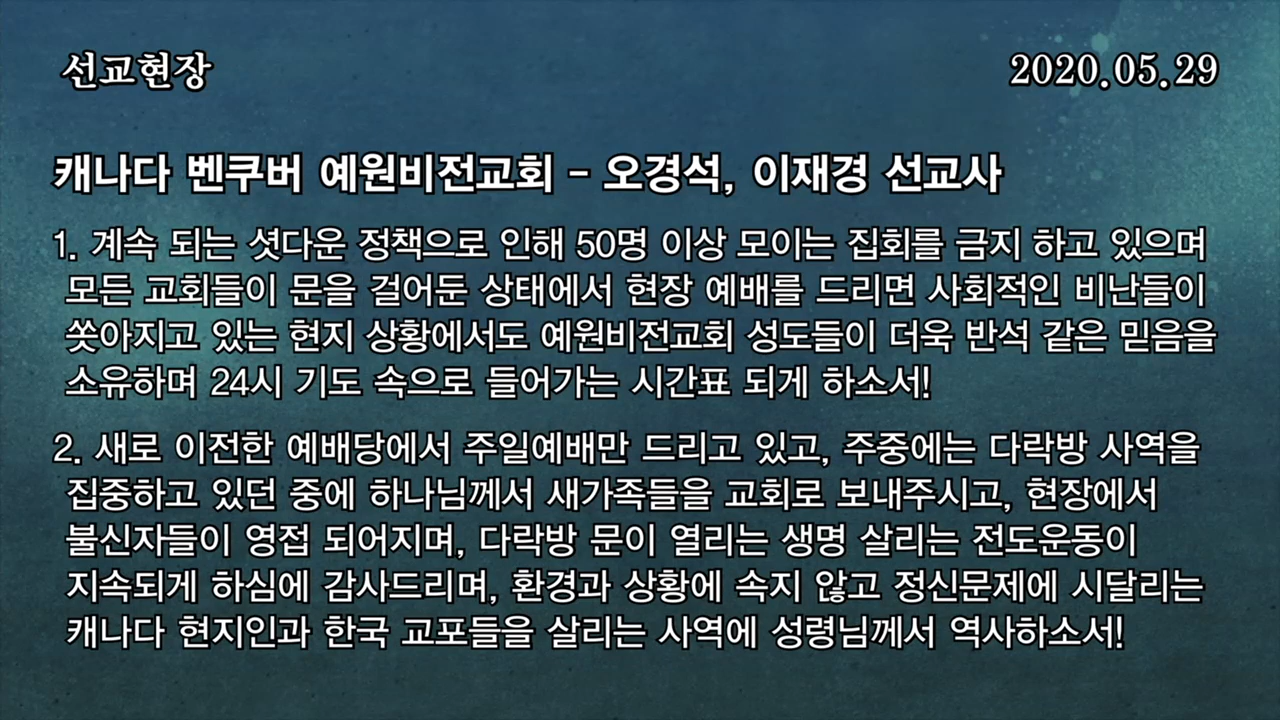 선교현장
2020.05.29
캐나다 벤쿠버 예원비전교회 - 오경석, 이재경 선교사
1. 계속 되는 셧다운 정책으로 인해 50명 이상 모이는 집회를 금지 하고 있으며
모든 교회들이 문을 걸어둔 상태에서 현장 예배를 드리면 사회적인 비난들이
쏫아지고 있는 현지 상황에서도 예원비전교회 성도들이 더욱 반석 같은 믿음을
소유하며 24시 기도 속으로 들어가는 시간표 되게 하소서!
2. 새로 이전한 예배당에서 주일예배만 드리고 있고, 주중에는 다락방 사역을
집중하고 있던 중에 하나님께서 새가족들을 교회로 보내주시고, 현장에서
불신자들이 영접 되어지며, 다락방 문이 열리는 생명 살리는 전도운동이
지속되게 하심에 감사드리며, 환경과 상황에 속지 않고 정신문제에 시달리는
캐나다 현지인과 한국 교포들을 살리는 사역에 성령님께서 역사하소서!